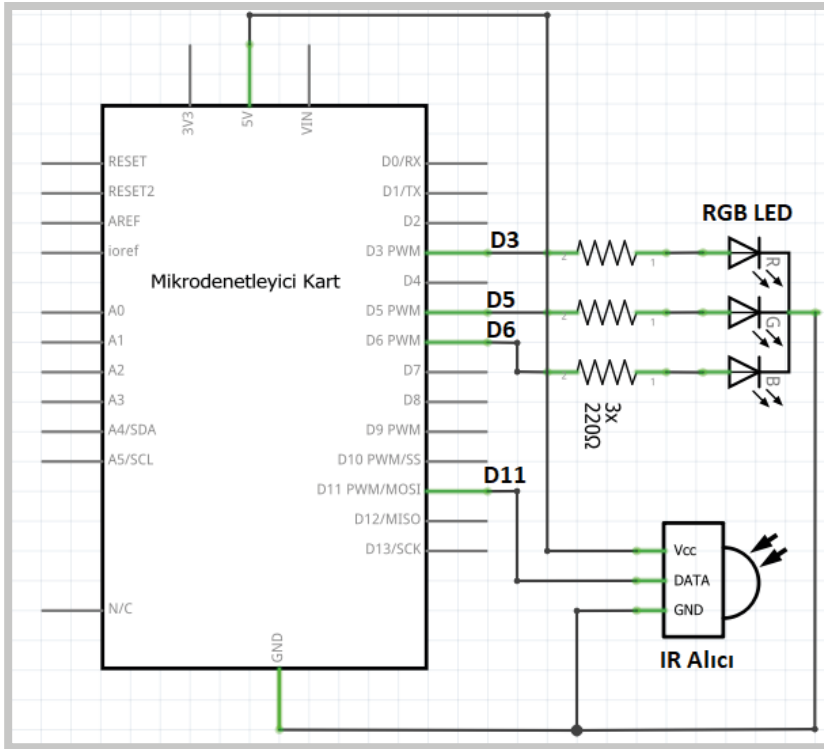 3V3
5V
VIN
RESET
RESET2
AREF
ioref
A0
A1
A2
A3
A4/SDA
A5/SCL
N/C
Mikrodenetleyici Kart
D0/RX
D1/TX
D2
D3 PWM
D4
D5 PWM
D6 PWM
D7
D8
D9 PWM
D10 PWM/SS
D11 PWM/MOSI
D12/MISO
D13/SCK
GND
D3
D5
D6
D11
2
1
2
1
2
1
3x
220Ω
RGB LED
R
G
B
Vcc
DATA
GND
IR Alıcı